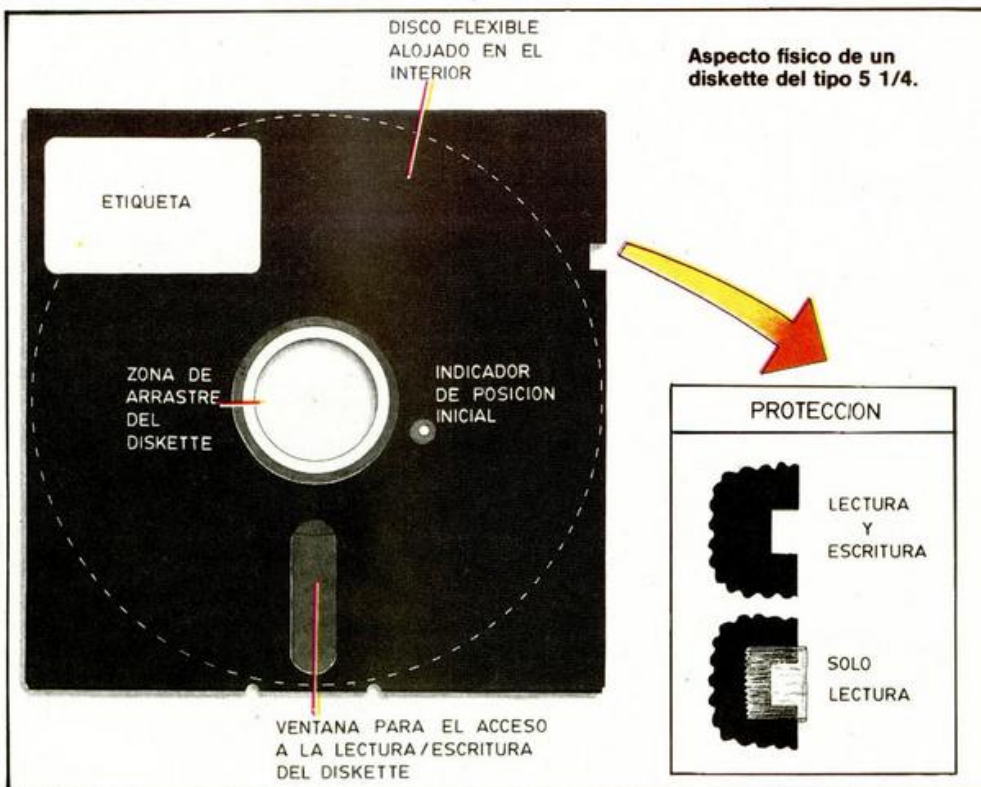 DISCO FLEXIBLE
ALOJADO EN EL
INTERIOR
Aspecto físico de un
diskette del tipo 5 1/4.
ETIQUETA
ZONA DE
ARRASTRE
DEL
DISKETTE
INDICADOR
DE POSICION
INICIAL
PROTECCION
LECTURA
Y
ESCRITURA
SOLO
LECTURA
VENTANA PARA EL ACCESO
A LA LECTURA/ESCRITURA
DEL DISKETTE